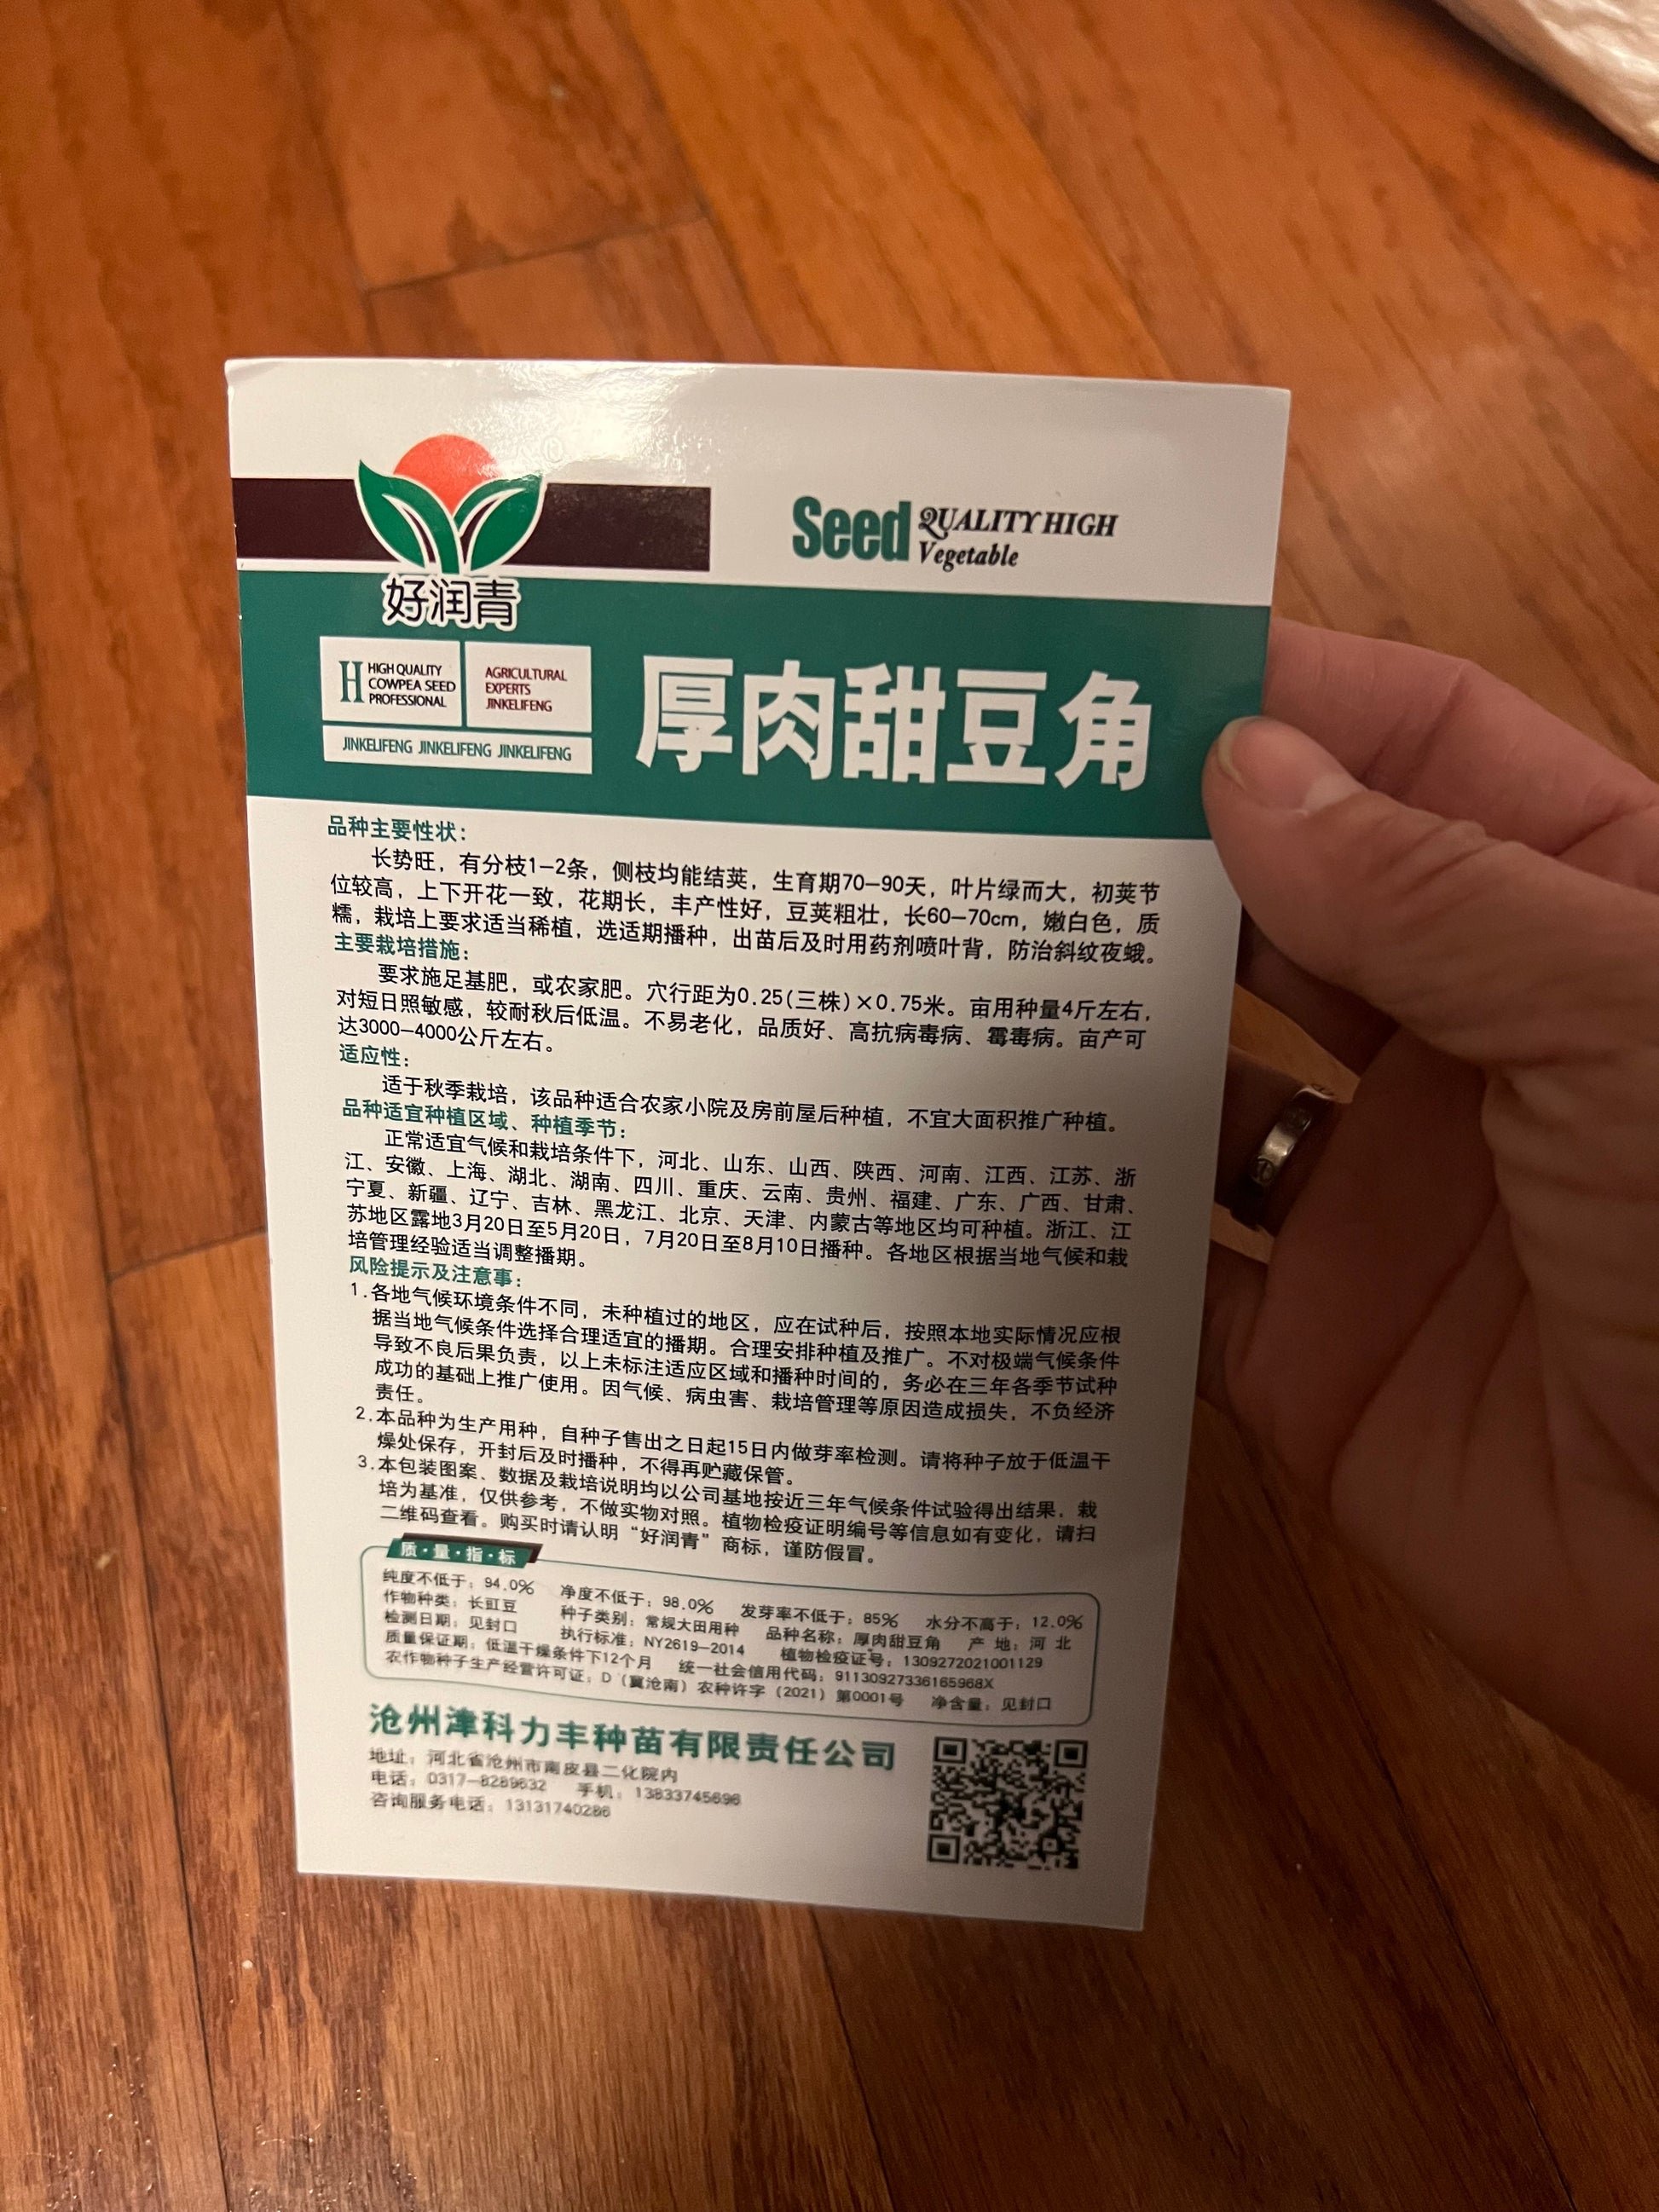 好润青
Seed QUALITY HIGH
Vegetable
H HIGH QUALITY
COWPEA SEED
PROFESSIONAL
AGRICULTURAL
EXPERTS
JINKELIFENG
JINKELIFENG JINKELIFENG JINKELIFENG
厚肉甜豆角
品种主要性状：
长势旺，有分枝1-2条，侧枝均能结荚，生育期70-90天，叶片绿而大，初荚节
位较高，上下开花一致，花期长，丰产性好，豆荚粗壮，长60-70cm，嫩白色，质
糯，栽培上要求适当稀植，选适期播种，出苗后及时用药剂喷叶背，防治斜纹夜蛾。
主要栽培措施：
要求施足基肥，或农家肥。穴行距为0.25(三株)×0.75米。亩用种量4斤左右，
对短日照敏感，较耐秋后低温。不易老化，品质好、高抗病毒病、霉毒病。亩产可
达3000-4000公斤左右。
适应性：
适于秋季栽培，该品种适合农家小院及房前屋后种植，不宜大面积推广种植。
品种适宜种植区域、种植季节：
正常适宜气候和栽培条件下，河北、山东、山西、陕西、河南、江西、江苏、浙
江、安徽、上海、湖北、湖南、四川、重庆、云南、贵州、福建、广东、广西、甘肃、
宁夏、新疆、辽宁、吉林、黑龙江、北京、天津、内蒙古等地区均可种植。浙江、江
苏地区露地3月20日至5月20日，7月20日至8月10日播种。各地区根据当地气候和栽
培管理经验适当调整播期。
风险提示及注意事：
1.各地气候环境条件不同，未种植过的地区，应在试种后，按照本地实际情况应根
据当地气候条件选择合理适宜的播期。合理安排种植及推广。不对极端气候条件
导致不良后果负责，以上未标注适应区域和播种时间的，务必在三年各季节试种
成功的基础上推广使用。因气候、病虫害、栽培管理等原因造成损失，不负经济
责任。
2.本品种为生产用种，自种子售出之日起15日内做芽率检测。请将种子放于低温干
燥处保存，开封后及时播种，不得再贮藏保管。
3.本包装图案、数据及栽培说明均以公司基地按近三年气候条件试验得出结果，栽
培为基准，仅供参考，不做实物对照。植物检疫证明编号等信息如有变化，请扫
二维码查看。购买时请认明“好润青”商标，谨防假冒。
质·量·指·标
纯度不低于：94.0% 净度不低于：98.0% 发芽率不低于：85% 水分不高于：12.0%
作物种类：长豇豆 种子类别：常规大田用种 品种名称：厚肉甜豆角 产 地：河 北
检测日期：见封口 执行标准：NY2619-2014 植物检疫证号：1309272021001129
质量保证期：低温干燥条件下12个月 统一社会信用代码：91130927336165968X
农作物种子生产经营许可证：D（冀沧南）农种许字（2021）第0001号 净含量：见封口
沧州津科力丰种苗有限责任公司
地址：河北省沧州市南皮县二化院内
电话：0317-8289632 手机：13833745696
咨询服务电话：13131740286